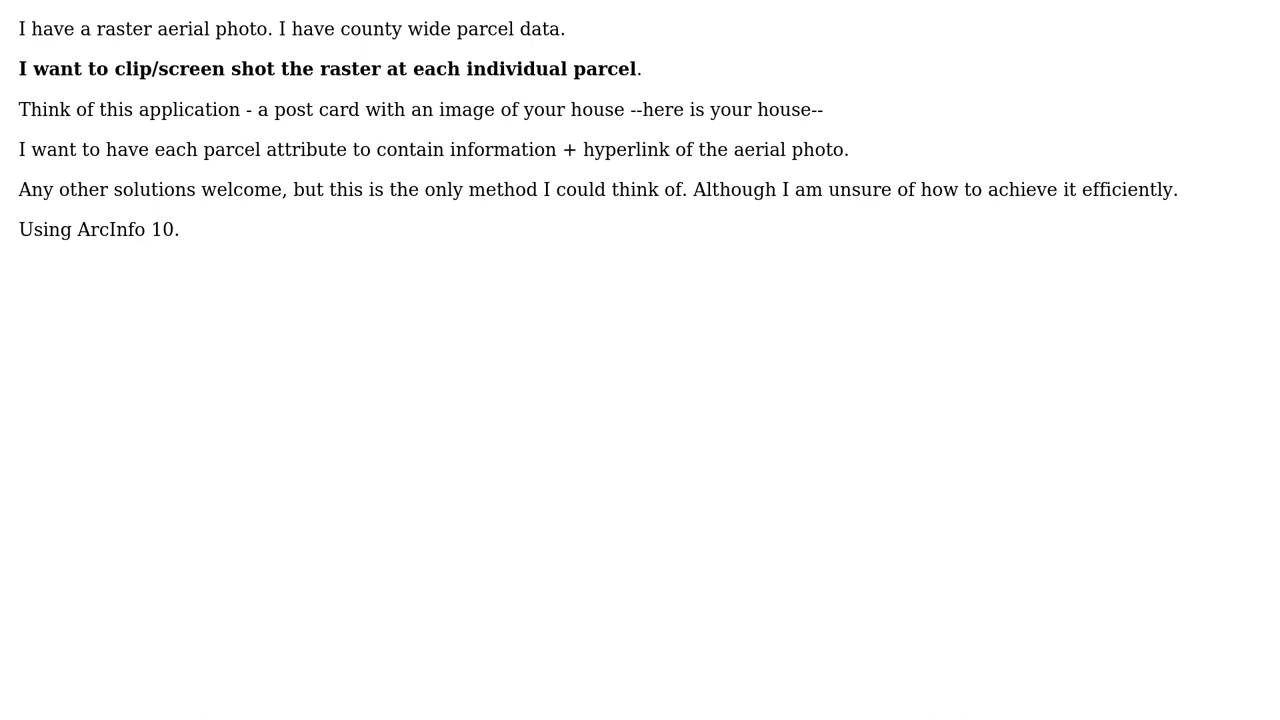 I have a raster aerial photo. I have county wide parcel data.
I want to clip/screen shot the raster at each individual parcel.
Think of this application - a post card with an image of your house --here is your house--
I want to have each parcel attribute to contain information + hyperlink of the aerial photo.
Any other solutions welcome, but this is the only method I could think of. Although I am unsure of how to achieve it efficiently.
Using ArcInfo 10.